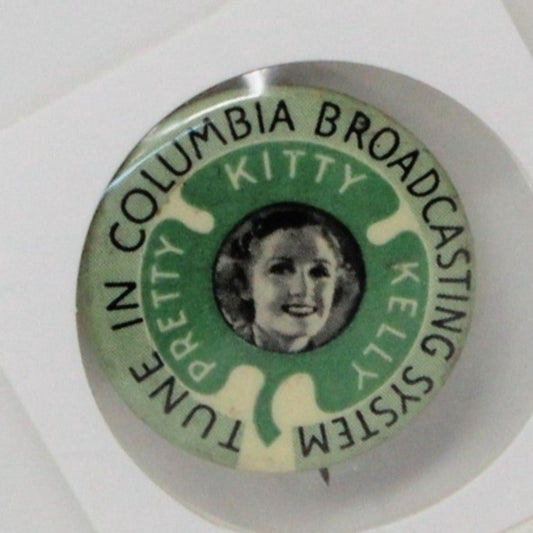 TUNE IN COLUMBIA BROADCASTING SYSTEM
PRETTY KITTY KELLY